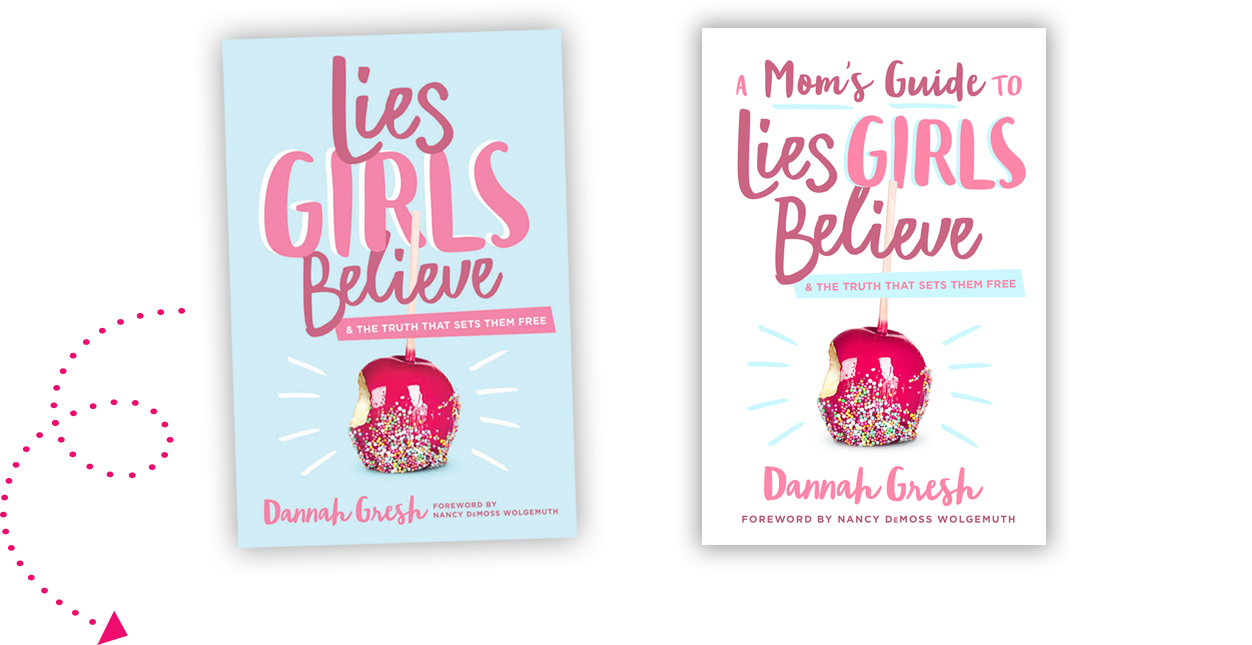 Lies
GIRLS
Believe
& THE TRUTH THAT SETS THEM FREE
Dannah Gresh
FOREWORD BY
NANCY DEMOSS WOLGEMUTH
A Mom's Guide TO
Lies GIRLS
Believe
& THE TRUTH THAT SETS THEM FREE
Dannah Gresh
FOREWORD BY NANCY DEMOSS WOLGEMUTH